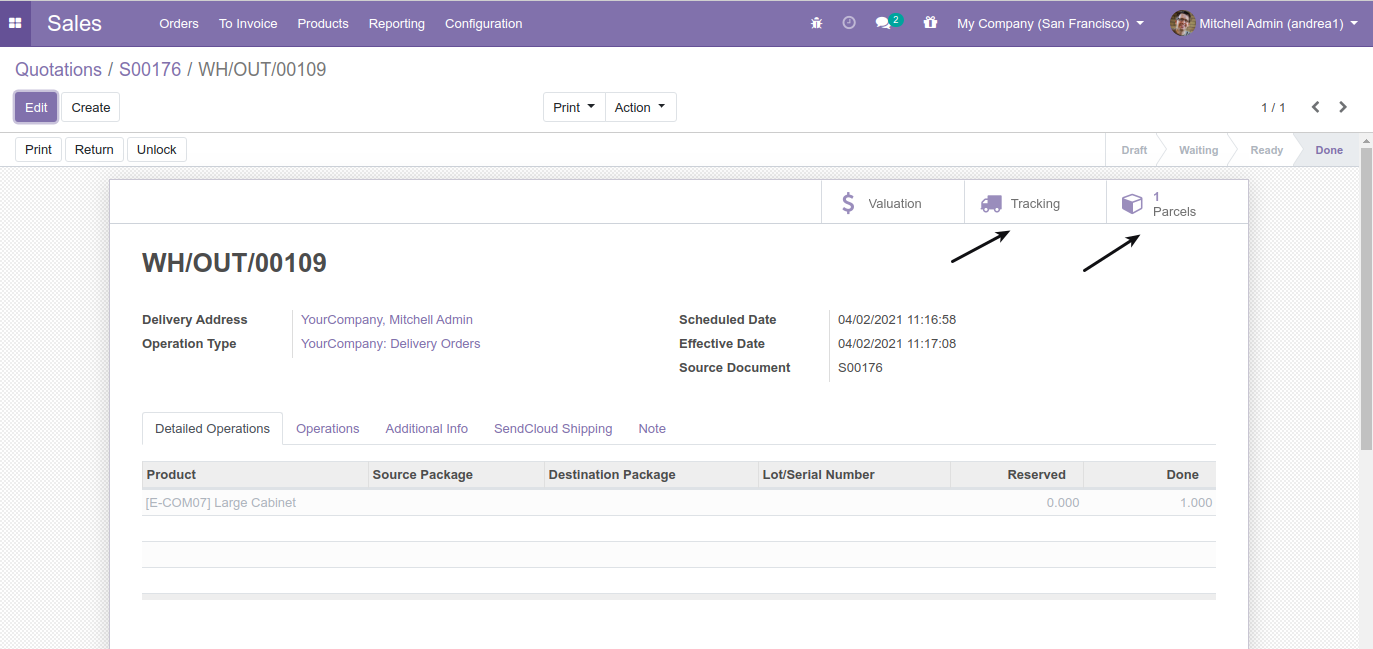 Sales Orders To Invoice Products Reporting Configuration 2 My Company (San Francisco) Mitchell Admin (andrea1)
Quotations / S00176 / WH/OUT/00109
Edit Create Print Action 1 / 1
Print Return Unlock Draft Waiting Ready Done
Valuation Tracking 1 Parcels
WH/OUT/00109
Delivery Address YourCompany, Mitchell Admin Scheduled Date 04/02/2021 11:16:58
Operation Type YourCompany: Delivery Orders Effective Date 04/02/2021 11:17:08
Source Document S00176
Detailed Operations Operations Additional Info SendCloud Shipping Note
Product Source Package Destination Package Lot/Serial Number Reserved Done
[E-COM07] Large Cabinet 0.000 1.000